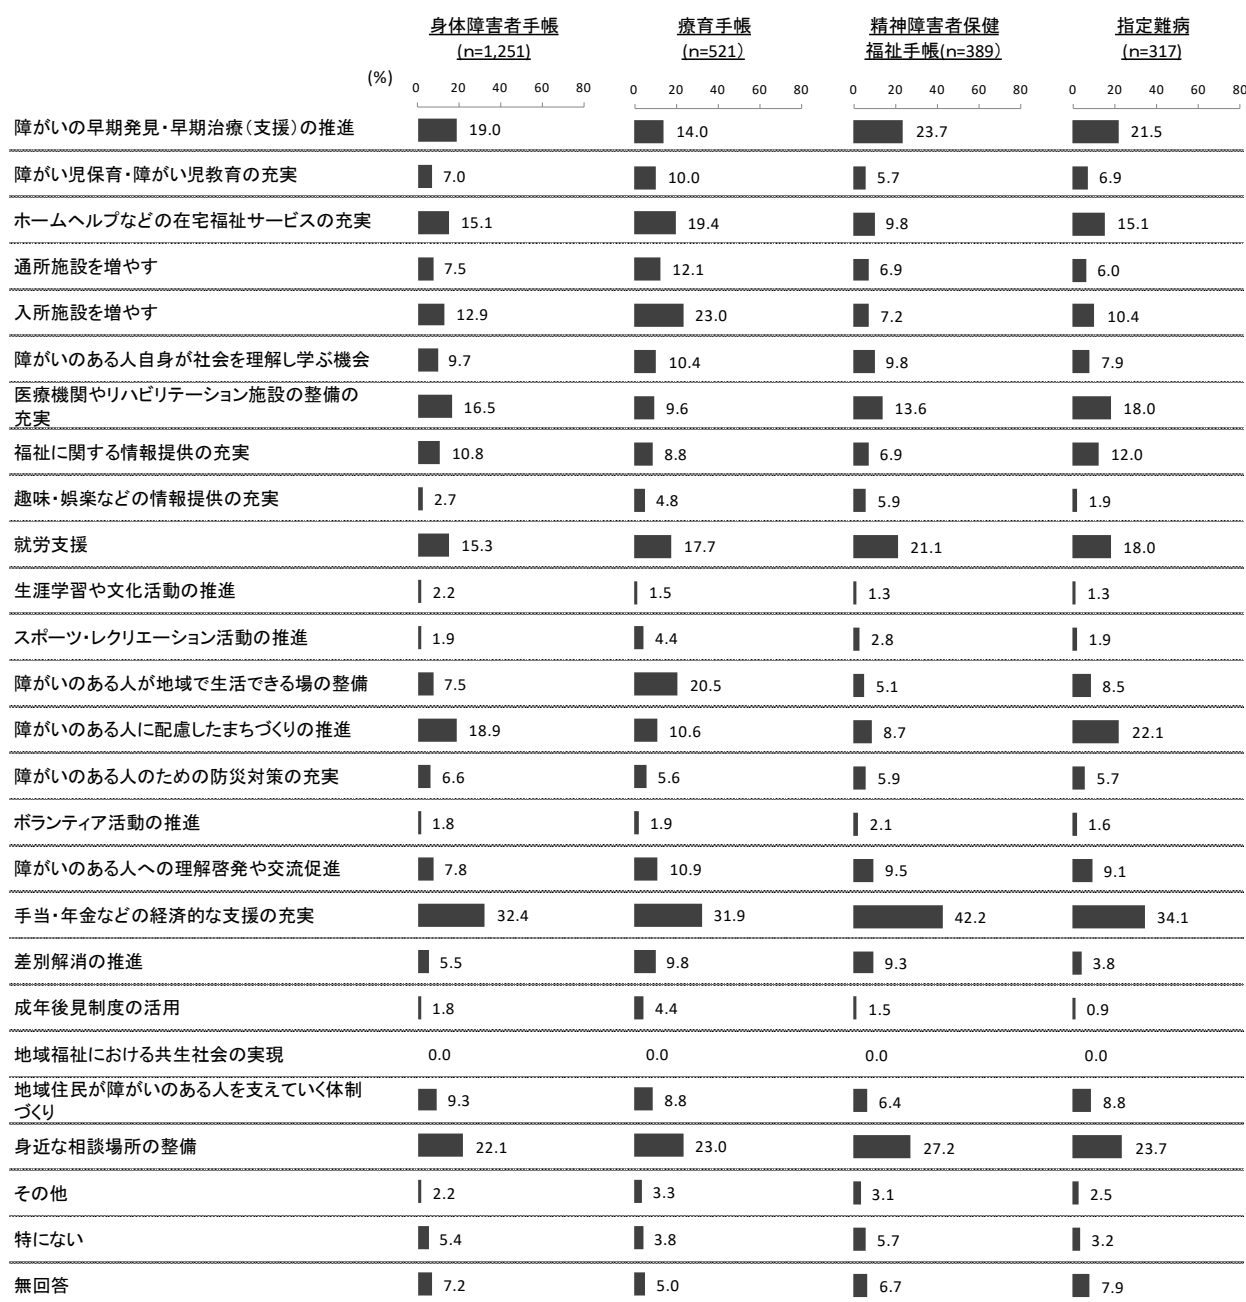 身体障害者手帳 療育手帳 精神障害者保健 指定難病
(n=1,251) (n=521) 福祉手帳(n=389) (n=317)
(%)
0 20 40 60 80 0 20 40 60 80 0 20 40 60 80 0 20 40 60 80
障がいの早期発見・早期治療(支援)の推進 19.0 14.0 23.7 21.5
障がい児保育・障がい児教育の充実 7.0 10.0 5.7 6.9
ホームヘルプなどの在宅福祉サービスの充実 15.1 19.4 9.8 15.1
通所施設を増やす 7.5 12.1 6.9 6.0
入所施設を増やす 12.9 23.0 7.2 10.4
障がいのある人自身が社会を理解し学ぶ機会 9.7 10.4 9.8 7.9
医療機関やリハビリテーション施設の整備の
充実 16.5 9.6 13.6 18.0
福祉に関する情報提供の充実 10.8 8.8 6.9 12.0
趣味・娯楽などの情報提供の充実 2.7 4.8 5.9 1.9
就労支援 15.3 17.7 21.1 18.0
生涯学習や文化活動の推進 2.2 1.5 1.3 1.3
スポーツ・レクリエーション活動の推進 1.9 4.4 2.8 1.9
障がいのある人が地域で生活できる場の整備 7.5 20.5 5.1 8.5
障がいのある人に配慮したまちづくりの推進 18.9 10.6 8.7 22.1
障がいのある人のための防災対策の充実 6.6 5.6 5.9 5.7
ボランティア活動の推進 1.8 1.9 2.1 1.6
障がいのある人への理解啓発や交流促進 7.8 10.9 9.5 9.1
手当・年金などの経済的な支援の充実 32.4 31.9 42.2 34.1
差別解消の推進 5.5 9.8 9.3 3.8
成年後見制度の活用 1.8 4.4 1.5 0.9
地域福祉における共生社会の実現 0.0 0.0 0.0 0.0
地域住民が障がいのある人を支えていく体制
づくり 9.3 8.8 6.4 8.8
身近な相談場所の整備 22.1 23.0 27.2 23.7
その他 2.2 3.3 3.1 2.5
特にない 5.4 3.8 5.7 3.2
無回答 7.2 5.0 6.7 7.9